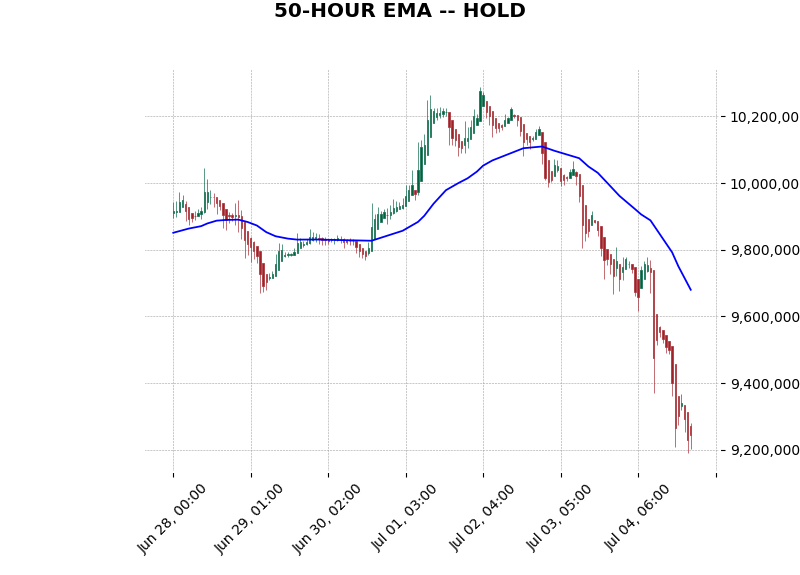 50-HOUR EMA -- HOLD
10,200,000
10,000,000
9,800,000
9,600,000
9,400,000
9,200,000
Jun 28, 00:00
Jun 29, 01:00
Jun 30, 02:00
Jul 01, 03:00
Jul 02, 04:00
Jul 03, 05:00
Jul 04, 06:00